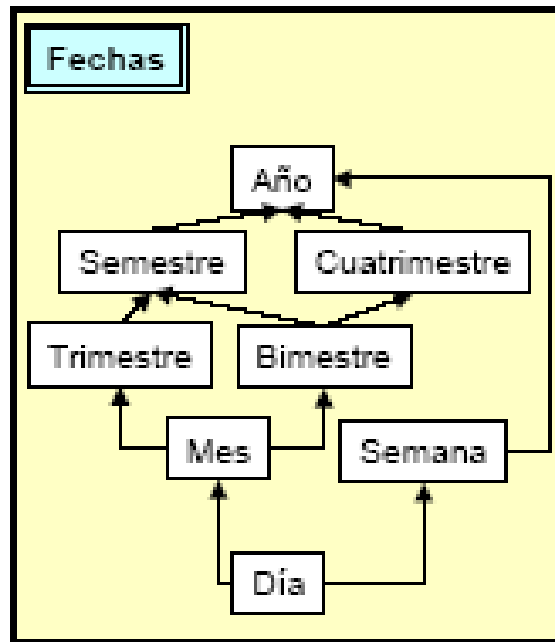 Fechas
Año
Semestre Cuatrimestre
Trimestre Bimestre
Mes Semana
Día